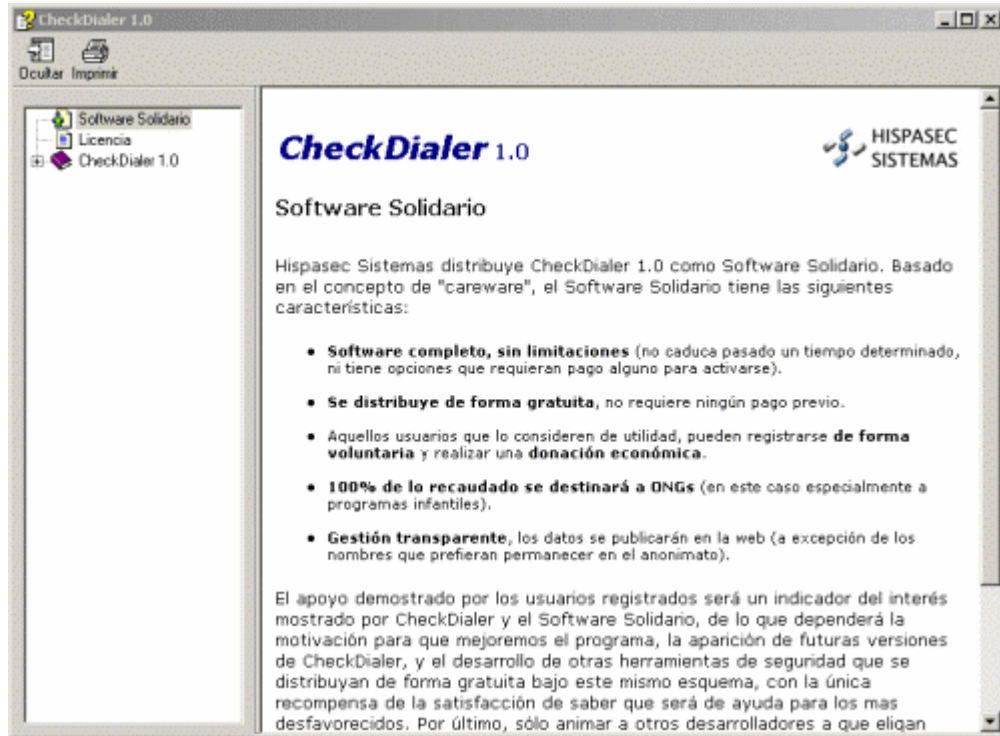 CheckDialer 1.0
Ocultar Imprimir
Software Solidario
Licencia
CheckDialer 1.0
CheckDialer 1.0
HISPASEC
SISTEMAS
Software Solidario
Hispasec Sistemas distribuye CheckDialer 1.0 como Software Solidario. Basado
en el concepto de "careware", el Software Solidario tiene las siguientes
características:
• Software completo, sin limitaciones (no caduca pasado un tiempo determinado,
ni tiene opciones que requieran pago alguno para activarse).
• Se distribuye de forma gratuita, no requiere ningún pago previo.
• Aquellos usuarios que lo consideren de utilidad, pueden registrarse de forma
voluntaria y realizar una donación económica.
• 100% de lo recaudado se destinará a ONGs (en este caso especialmente a
programas infantiles).
• Gestión transparente, los datos se publicarán en la web (a excepción de los
nombres que prefieran permanecer en el anonimato).
El apoyo demostrado por los usuarios registrados será un indicador del interés
mostrado por CheckDialer y el Software Solidario, de lo que dependerá la
motivación para que mejoremos el programa, la aparición de futuras versiones
de CheckDialer, y el desarrollo de otras herramientas de seguridad que se
distribuyan de forma gratuita bajo este mismo esquema, con la única
recompensa de la satisfacción de saber que será de ayuda para los mas
desfavorecidos. Por último, sólo animar a otros desarrolladores a que elijan